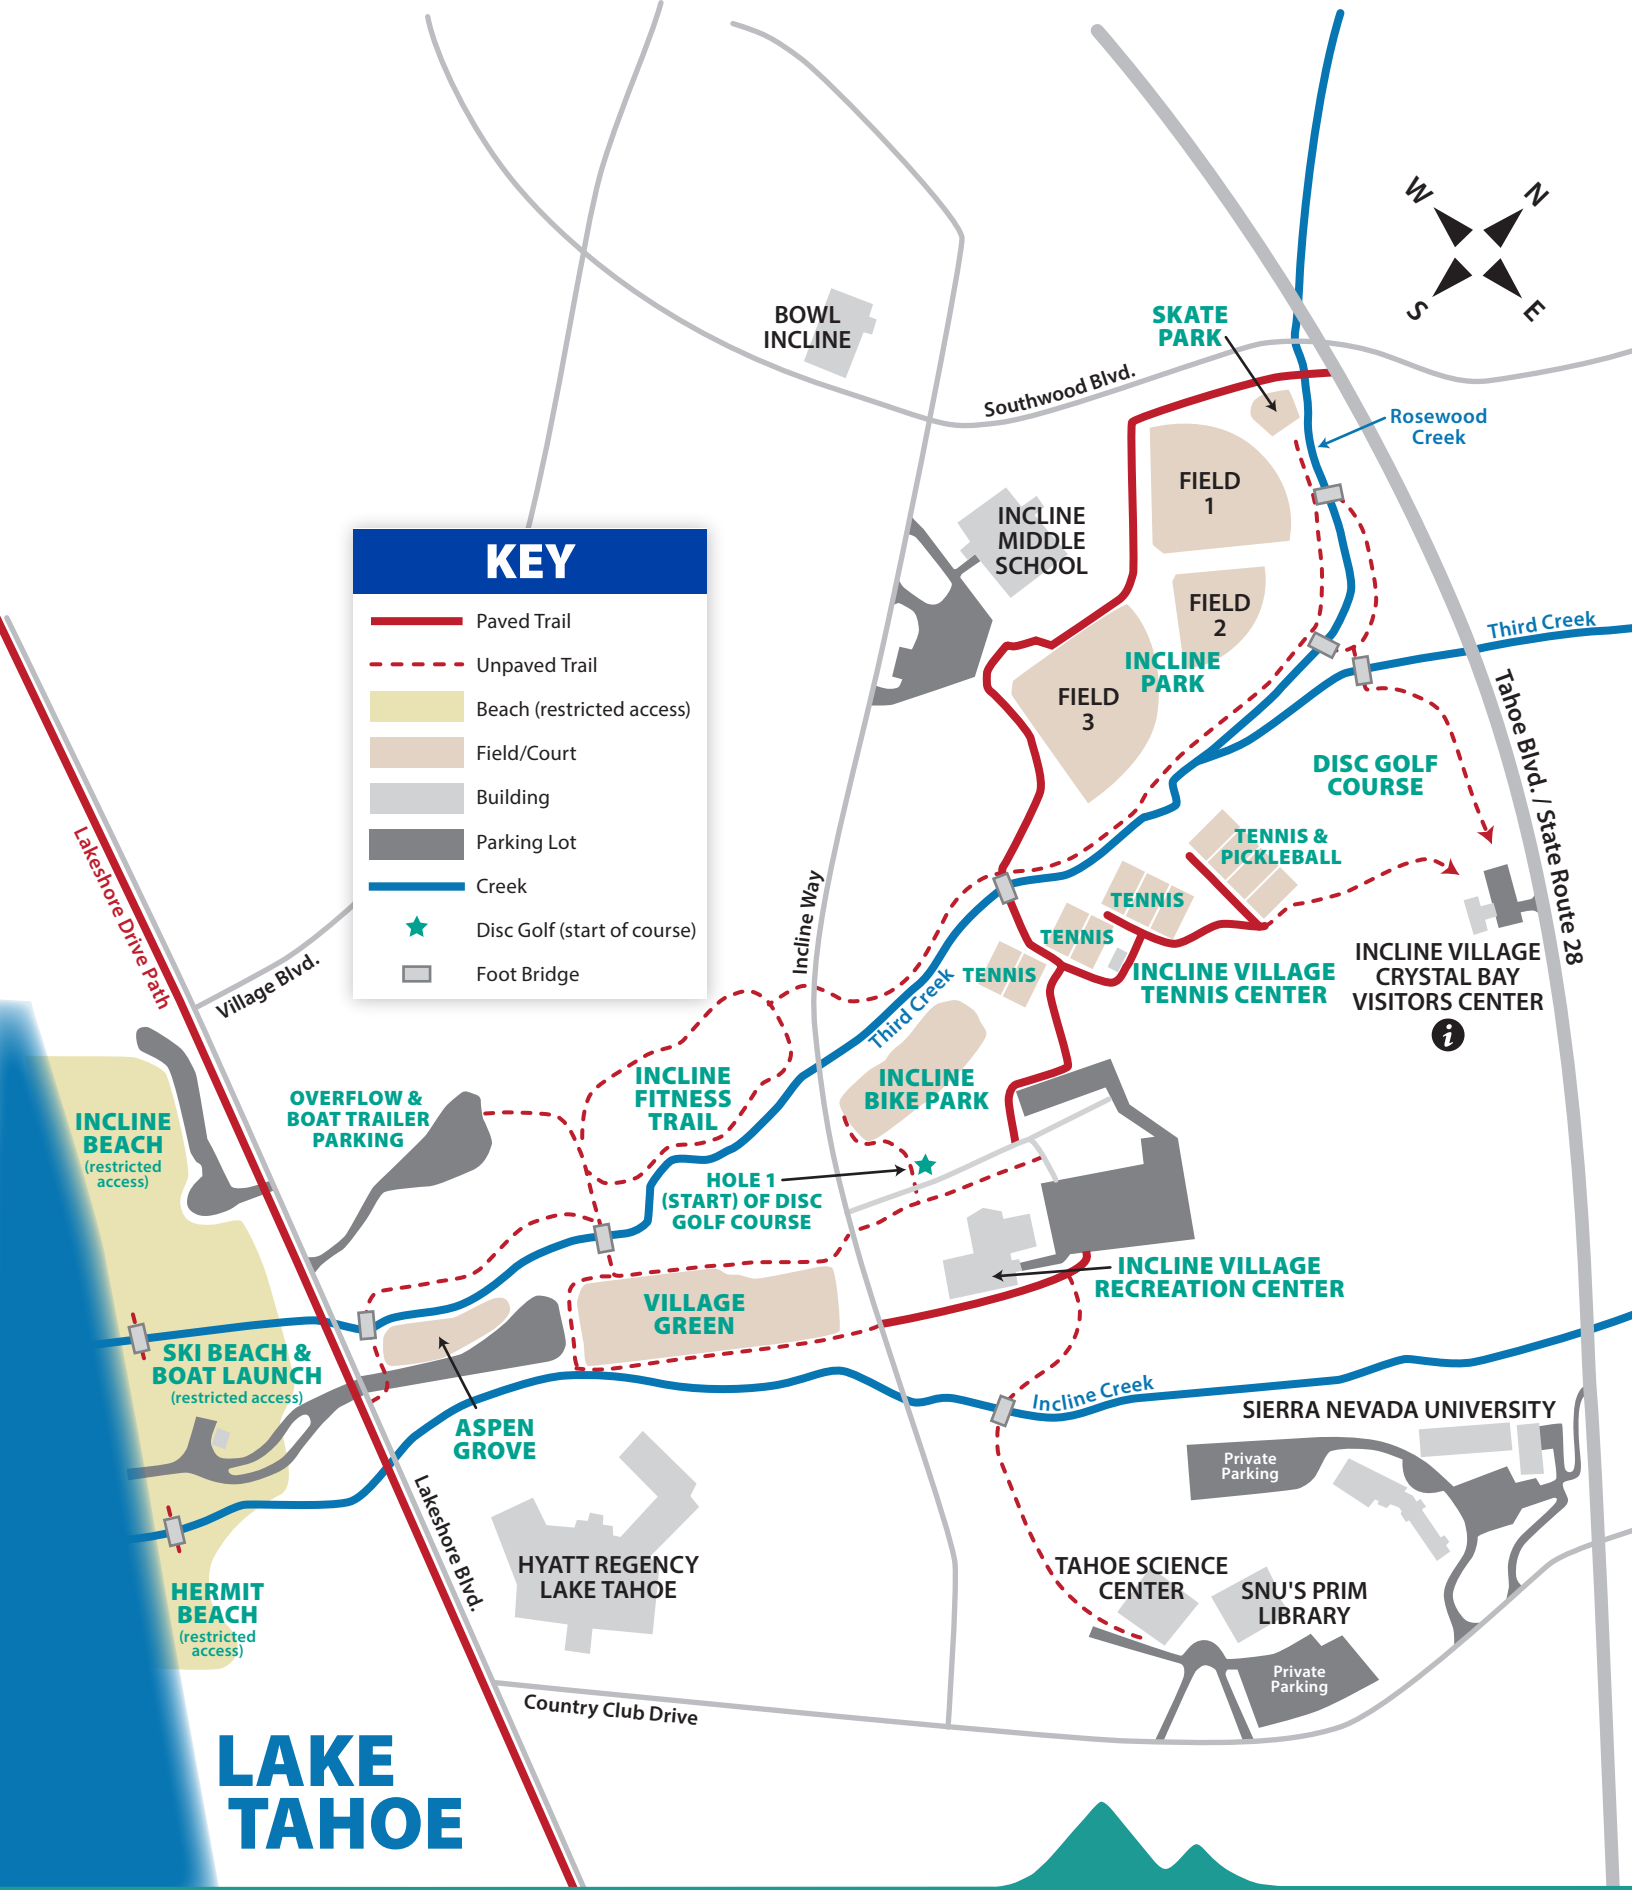 W
N
S
E
SKATE
PARK
BOWL
INCLINE
Southwood Blvd.
Rosewood
Creek
FIELD
1
INCLINE
MIDDLE
SCHOOL
FIELD
2
INCLINE
PARK
FIELD
3
Third Creek
KEY
Paved Trail
Unpaved Trail
Beach (restricted access)
Field/Court
Building
Parking Lot
Creek
Disc Golf (start of course)
Foot Bridge
Tahoe Blvd. / State Route 28
DISC GOLF
COURSE
TENNIS &
PICKLEBALL
TENNIS
TENNIS
TENNIS
INCLINE VILLAGE
TENNIS CENTER
INCLINE VILLAGE
CRYSTAL BAY
VISITORS CENTER
i
Lakeshore Drive Path
Village Blvd.
Incline Way
Third Creek
INCLINE
FITNESS
TRAIL
INCLINE
BIKE PARK
OVERFLOW &
BOAT TRAILER
PARKING
INCLINE
BEACH
(restricted
access)
HOLE 1
(START) OF DISC
GOLF COURSE
INCLINE VILLAGE
RECREATION CENTER
VILLAGE
GREEN
SKI BEACH &
BOAT LAUNCH
(restricted access)
ASPEN
GROVE
Incline Creek
SIERRA NEVADA UNIVERSITY
Private
Parking
Lakeshore Blvd.
HYATT REGENCY
LAKE TAHOE
TAHOE SCIENCE
CENTER
SNU'S PRIM
LIBRARY
Private
Parking
HERMIT
BEACH
(restricted
access)
Country Club Drive
LAKE
TAHOE